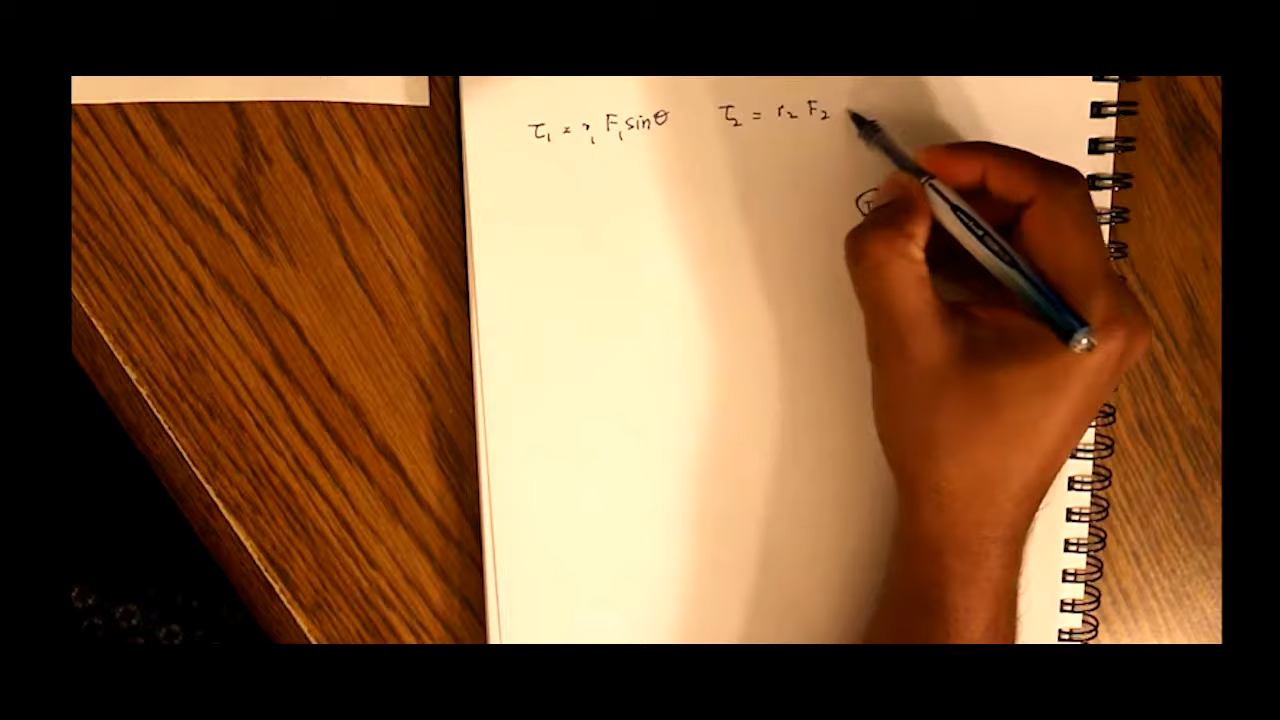 τ₁ = r₁ F₁ sinθ τ₂ = r₂ F₂